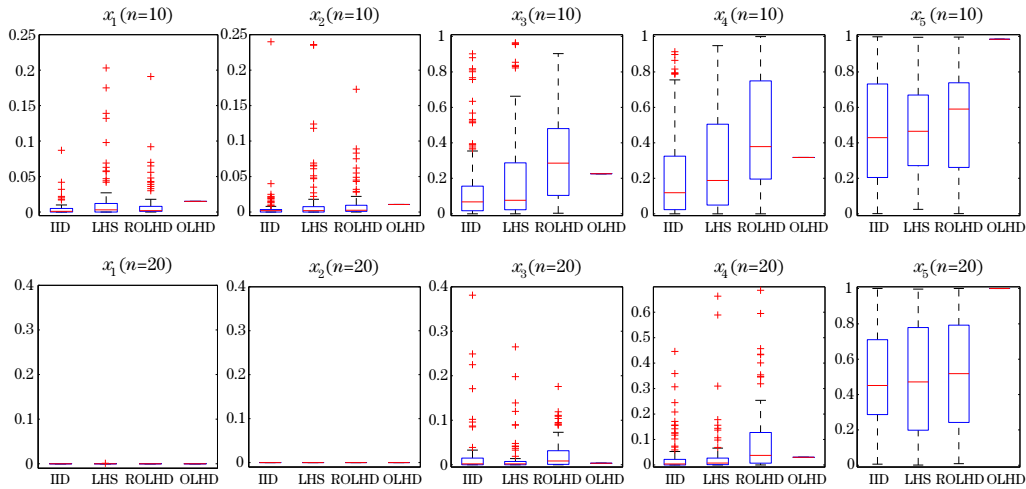 x1(n=10) x2(n=10) x3(n=10) x4(n=10) x5(n=10)
0.25 0.25 1 1 1
0.2 0.2 0.8 0.8 0.8
0.15 0.15 0.6 0.6 0.6
0.1 0.1 0.4 0.4 0.4
0.05 0.05 0.2 0.2 0.2
0 0 0 0 0
IID LHS ROLHD OLHD IID LHS ROLHD OLHD IID LHS ROLHD OLHD IID LHS ROLHD OLHD IID LHS ROLHD OLHD
x1(n=20) x2(n=20) x3(n=20) x4(n=20) x5(n=20)
0.4 0.4 0.4 0.7 1
0.3 0.3 0.3 0.6 0.8
0.2 0.2 0.2 0.5 0.6
0.1 0.1 0.1 0.4 0.4
0 0 0 0.3 0.2
0.2 0
0.1
0
IID LHS ROLHD OLHD IID LHS ROLHD OLHD IID LHS ROLHD OLHD IID LHS ROLHD OLHD IID LHS ROLHD OLHD